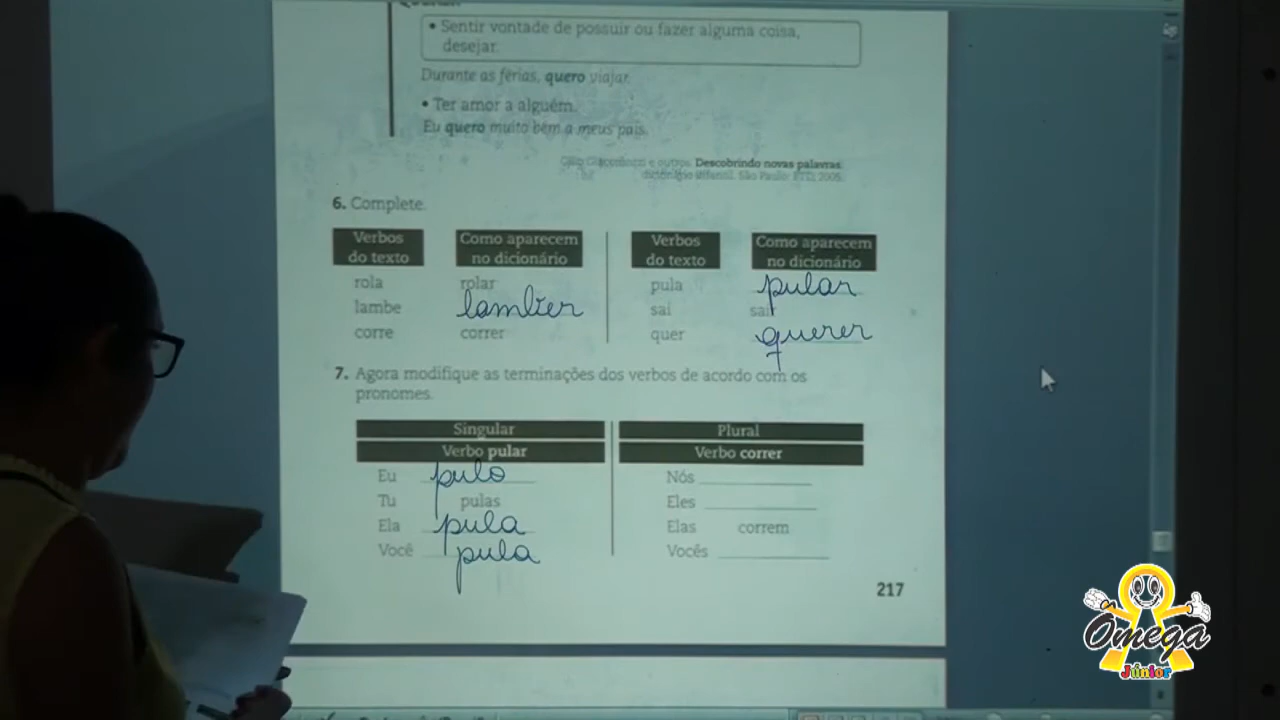 • Sentir vontade de possuir ou fazer alguma coisa,
desejar.
Durante as férias, quero viajar.
• Ter amor a alguém.
Eu quero muito bem a meus pais.
e outros. Descobrindo novas palavras:
dicionário infantil. São Paulo: FTD, 2005.
6. Complete.
Verbos do texto Como aparecem no dicionário Verbos do texto Como aparecem no dicionário
rola rolar pula pular
lambe lamber sai sair
corre correr quer querer
7. Agora modifique as terminações dos verbos de acordo com os
pronomes.
Singular Plural
Verbo pular Verbo correr
Eu pulo Nós
Tu pulas Eles
Ela pula Elas correm
Você pula Vocês
217
Omega
Júnior